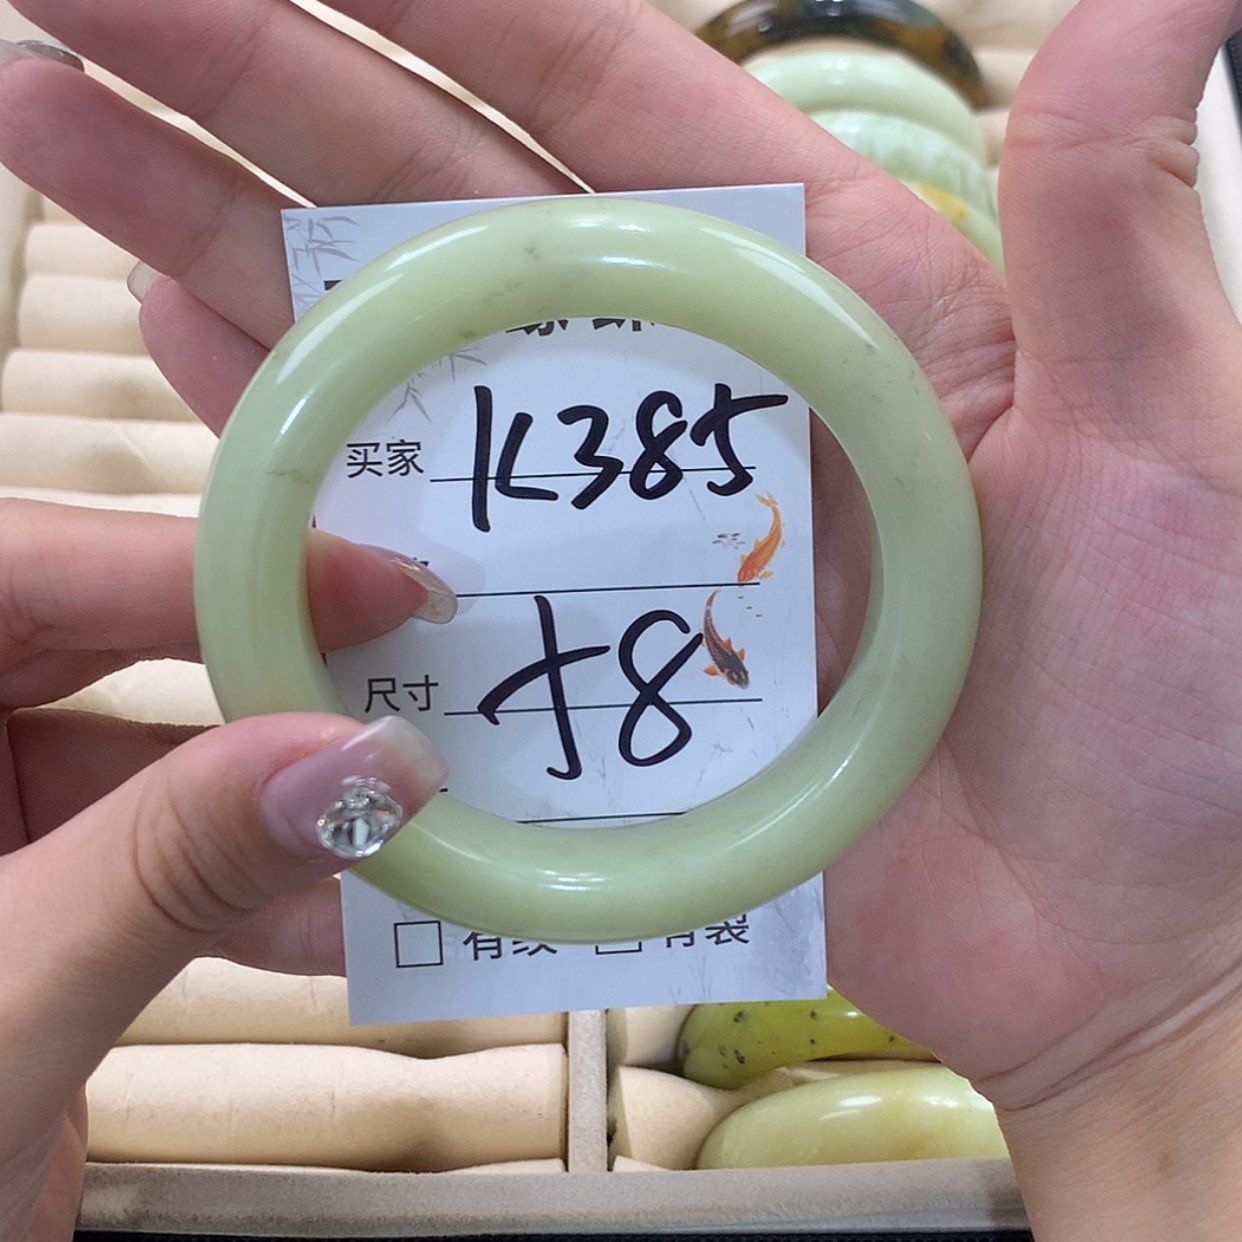 买家 K385
尺寸 58
□ 有纹 □ 有裂